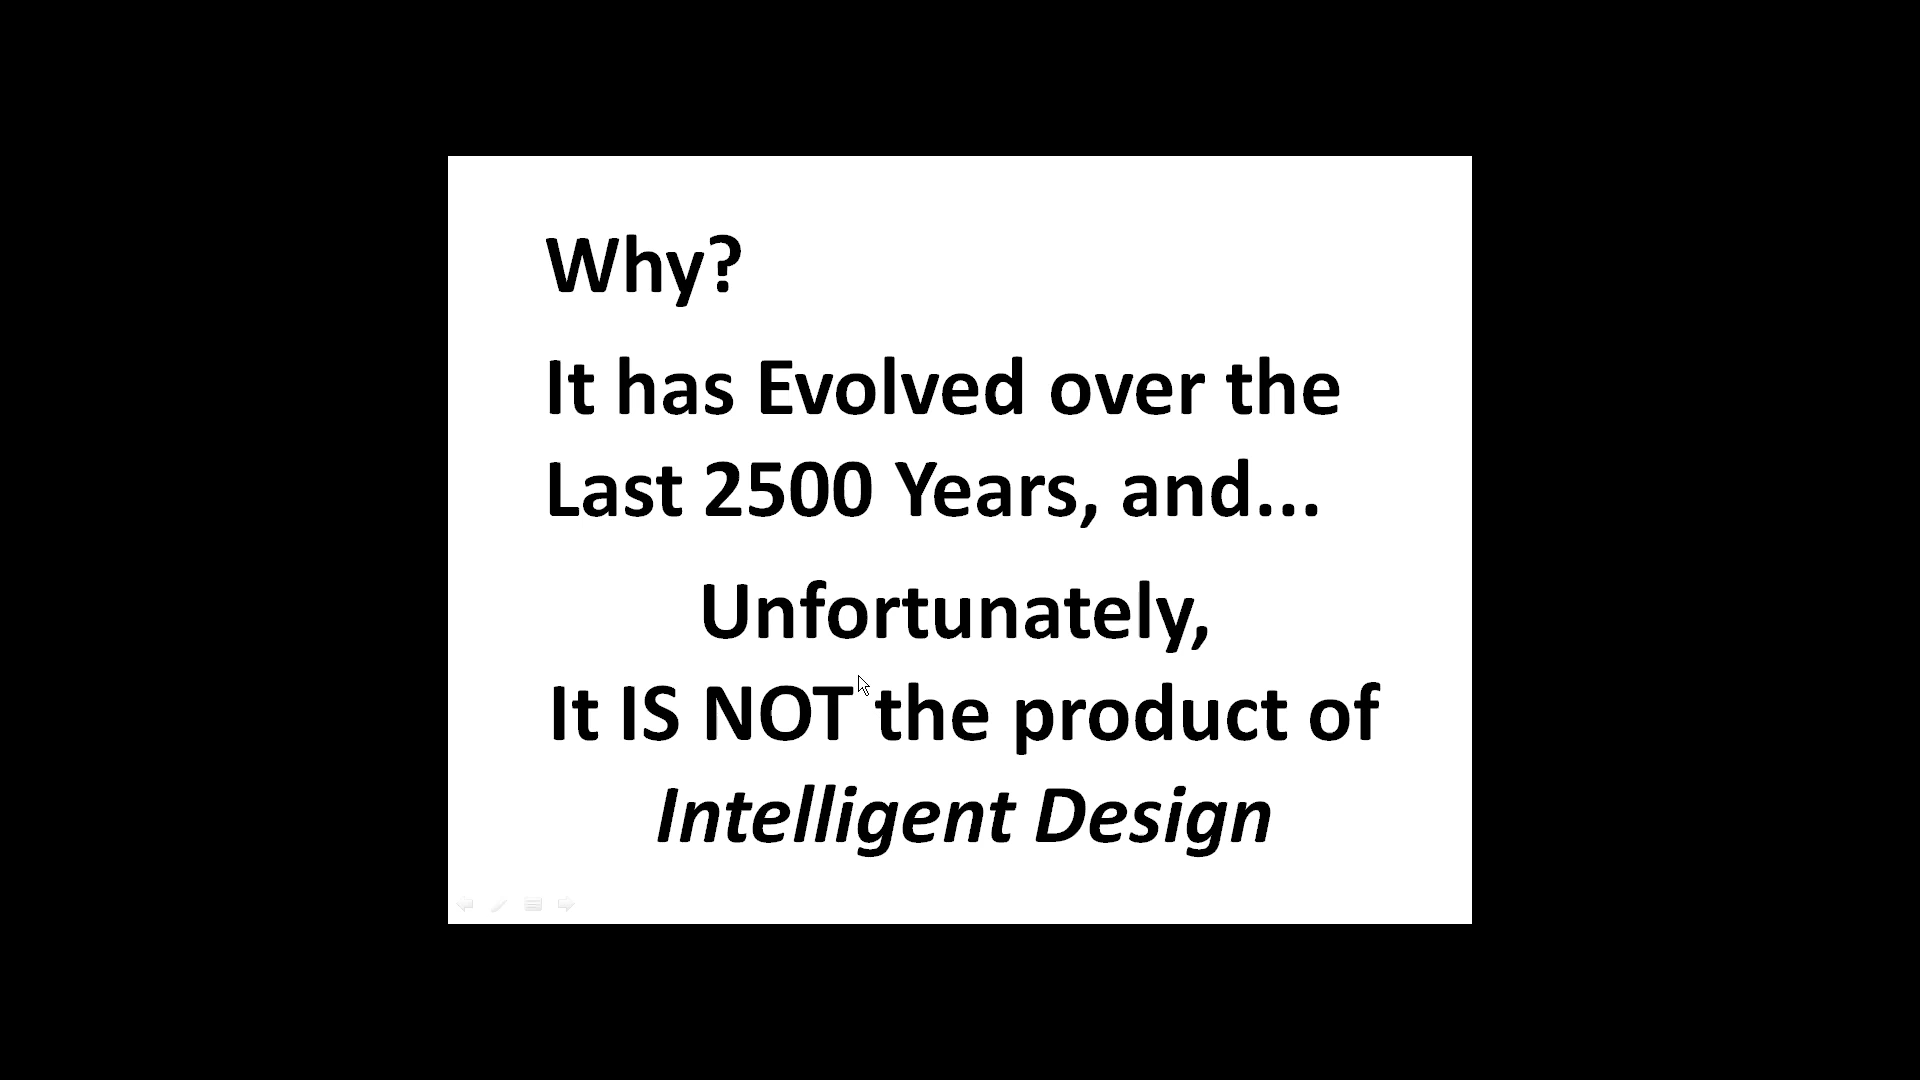 Why?
It has Evolved over the
Last 2500 Years, and...
Unfortunately,
It IS NOT the product of
Intelligent Design